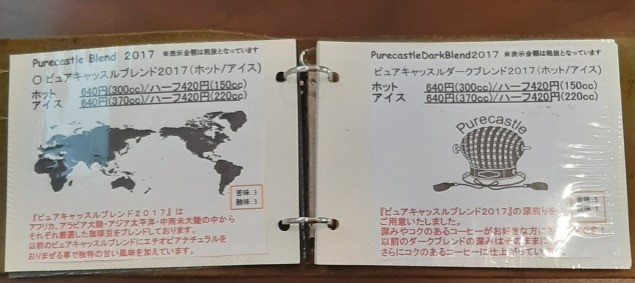 Purecastle Blend 2017 ※表示金額は税抜となっています
○ピュアキャッスルブレンド2017(ホット/アイス)
ホット 640円(300cc)/ハーフ420円(150cc)
アイス 640円(370cc)/ハーフ420円(220cc)
苦味:3
酸味:3
『ピュアキャッスルブレンド2017』は
アフリカ、アラビア大陸・アジア太平洋・中南米大陸の中から
それぞれ厳選した珈琲豆をブレンドしております。
以前のピュアキャッスルブレンドにエチオピアナチュラルを
おりまぜる事で独特の甘い風味を加えています。
PurecastleDarkBlend2017 ※表示金額は税抜となっています
ピュアキャッスルダークブレンド2017(ホット/アイス)
ホット 640円(300cc)/ハーフ420円(150cc)
アイス 640円(370cc)/ハーフ420円(220cc)
Purecastle
苦味:5
:1
『ピュアキャッスルブレンド2017』の深煎りを
ご用意いたしました。
深みやコクのあるコーヒーがお好きな方に
以前のダークブレンドの深みはそのままに
さらにコクのあるコーヒーに仕上がってい